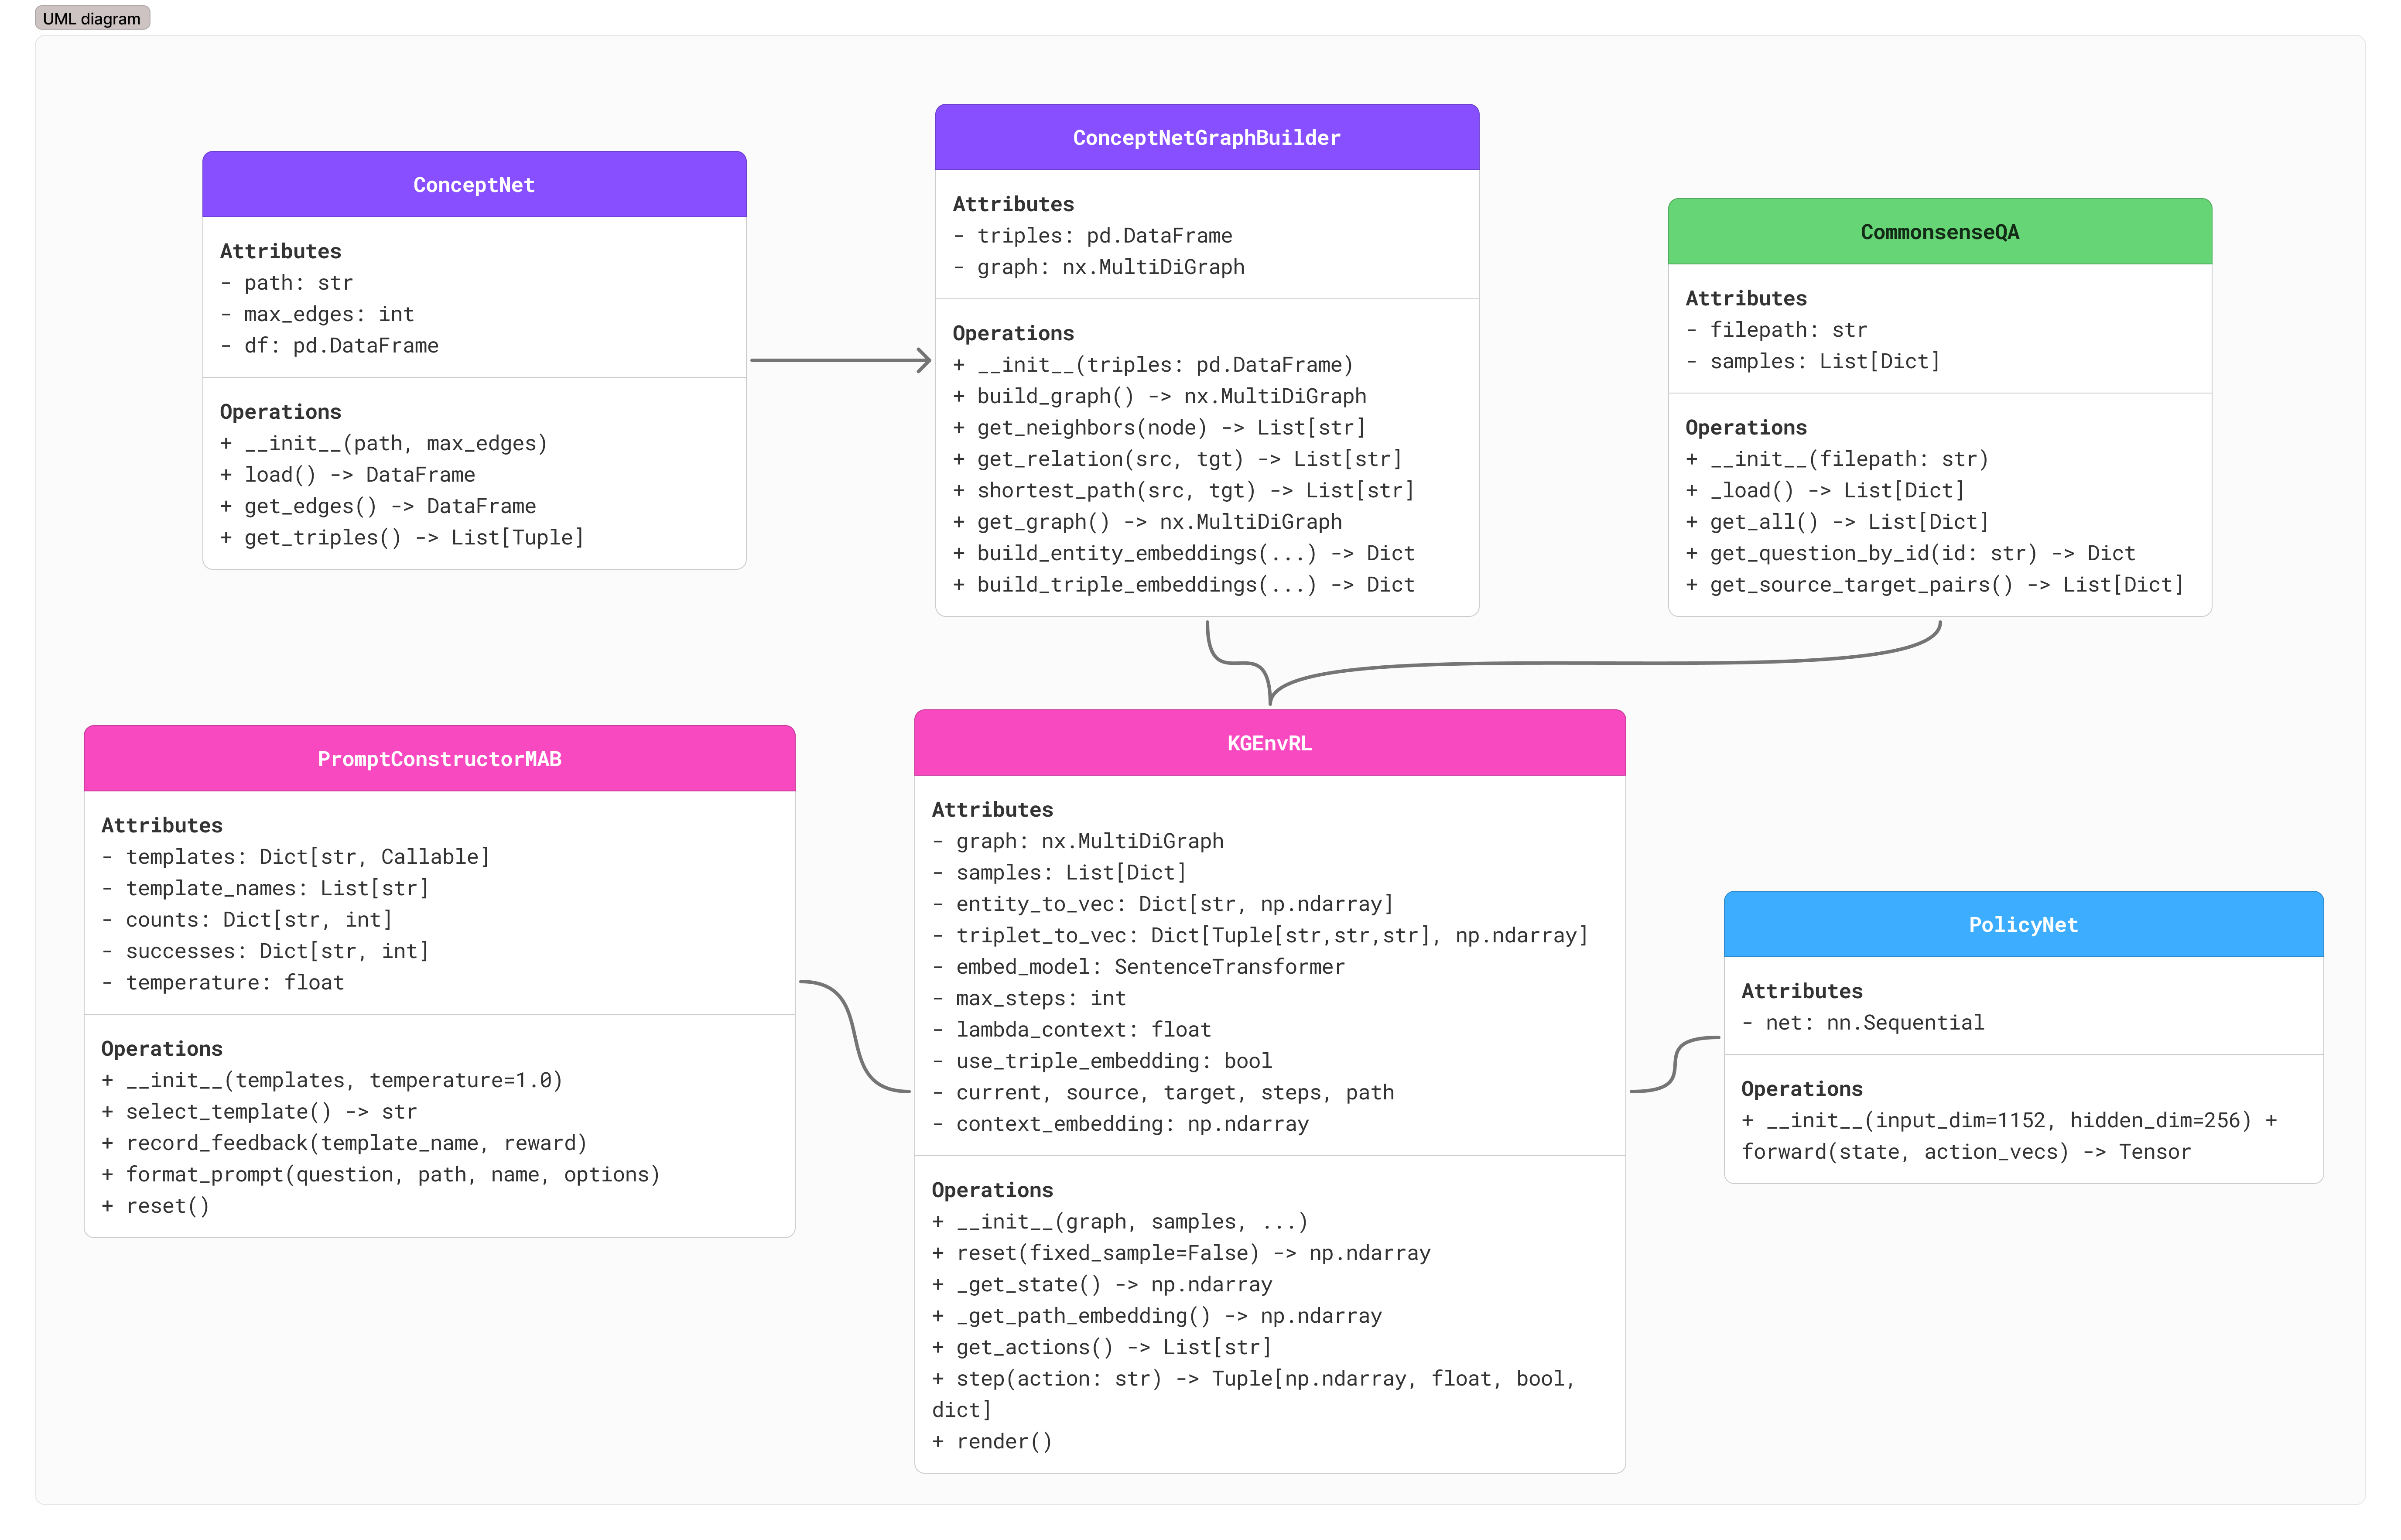 UML diagram
ConceptNet
Attributes
- path: str
- max_edges: int
- df: pd.DataFrame
Operations
+ __init__(path, max_edges)
+ load() -> DataFrame
+ get_edges() -> DataFrame
+ get_triples() -> List[Tuple]
ConceptNetGraphBuilder
Attributes
- triples: pd.DataFrame
- graph: nx.MultiDiGraph
Operations
+ __init__(triples: pd.DataFrame)
+ build_graph() -> nx.MultiDiGraph
+ get_neighbors(node) -> List[str]
+ get_relation(src, tgt) -> List[str]
+ shortest_path(src, tgt) -> List[str]
+ get_graph() -> nx.MultiDiGraph
+ build_entity_embeddings(...) -> Dict
+ build_triple_embeddings(...) -> Dict
CommonsenseQA
Attributes
- filepath: str
- samples: List[Dict]
Operations
+ __init__(filepath: str)
+ _load() -> List[Dict]
+ get_all() -> List[Dict]
+ get_question_by_id(id: str) -> Dict
+ get_source_target_pairs() -> List[Dict]
PromptConstructorMAB
Attributes
- templates: Dict[str, Callable]
- template_names: List[str]
- counts: Dict[str, int]
- successes: Dict[str, int]
- temperature: float
Operations
+ __init__(templates, temperature=1.0)
+ select_template() -> str
+ record_feedback(template_name, reward)
+ format_prompt(question, path, name, options)
+ reset()
KGEnvRL
Attributes
- graph: nx.MultiDiGraph
- samples: List[Dict]
- entity_to_vec: Dict[str, np.ndarray]
- triplet_to_vec: Dict[Tuple[str,str,str], np.ndarray]
- embed_model: SentenceTransformer
- max_steps: int
- lambda_context: float
- use_triple_embedding: bool
- current, source, target, steps, path
- context_embedding: np.ndarray
Operations
+ __init__(graph, samples, ...)
+ reset(fixed_sample=False) -> np.ndarray
+ _get_state() -> np.ndarray
+ _get_path_embedding() -> np.ndarray
+ get_actions() -> List[str]
+ step(action: str) -> Tuple[np.ndarray, float, bool,
dict]
+ render()
PolicyNet
Attributes
- net: nn.Sequential
Operations
+ __init__(input_dim=1152, hidden_dim=256) +
forward(state, action_vecs) -> Tensor